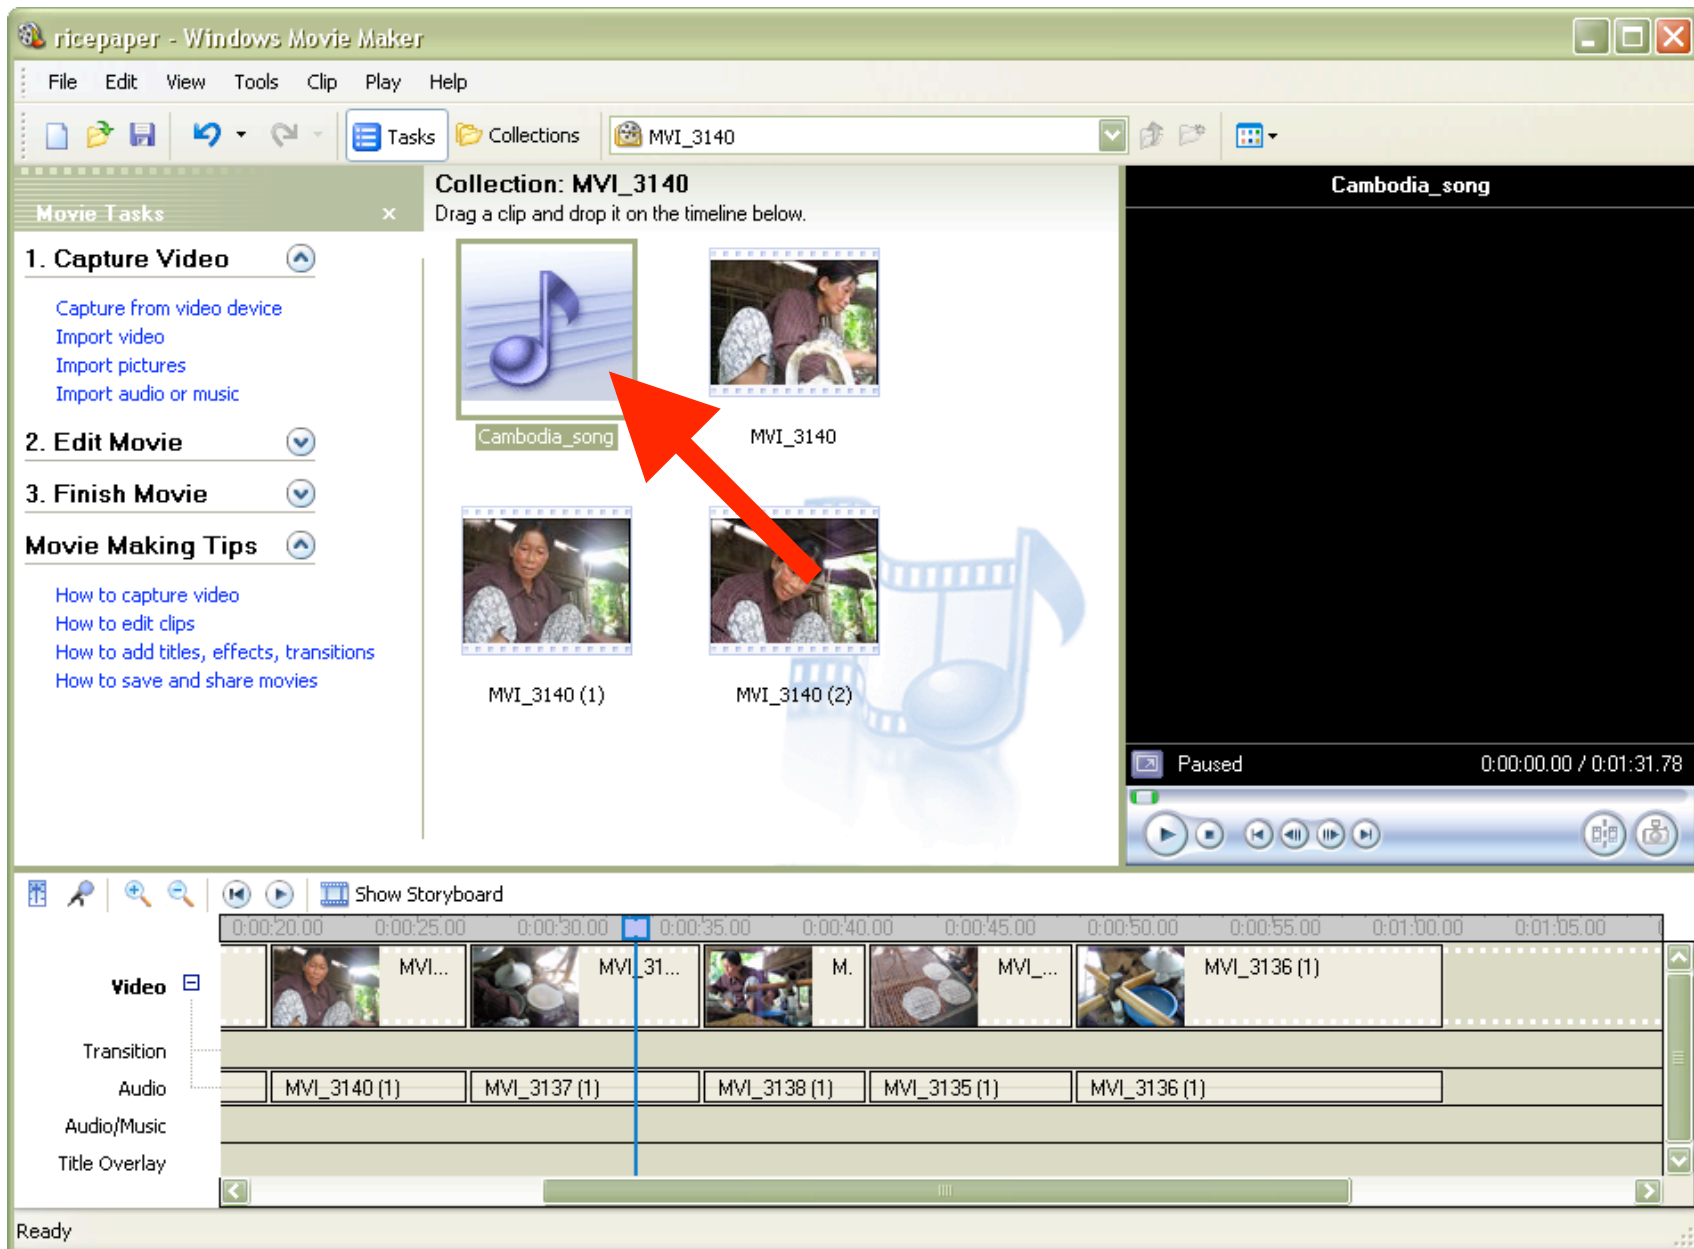 ricepaper - Windows Movie Maker
File Edit View Tools Clip Play Help
Tasks Collections MVI_3140
Movie Tasks
Collection: MVI_3140
Drag a clip and drop it on the timeline below.
Cambodia_song
1. Capture Video
Capture from video device
Import video
Import pictures
Import audio or music
2. Edit Movie
3. Finish Movie
Movie Making Tips
How to capture video
How to edit clips
How to add titles, effects, transitions
How to save and share movies
Cambodia_song
MVI_3140
MVI_3140 (1)
MVI_3140 (2)
Paused 0:00:00.00 / 0:01:31.78
Show Storyboard
0:00:20.00 0:00:25.00 0:00:30.00 0:00:35.00 0:00:40.00 0:00:45.00 0:00:50.00 0:00:55.00 0:01:00.00 0:01:05.00
Video MVI... MVI_31... M. MVI_... MVI_3136 (1)
Transition
Audio MVI_3140 (1) MVI_3137 (1) MVI_3138 (1) MVI_3135 (1) MVI_3136 (1)
Audio/Music
Title Overlay
Ready